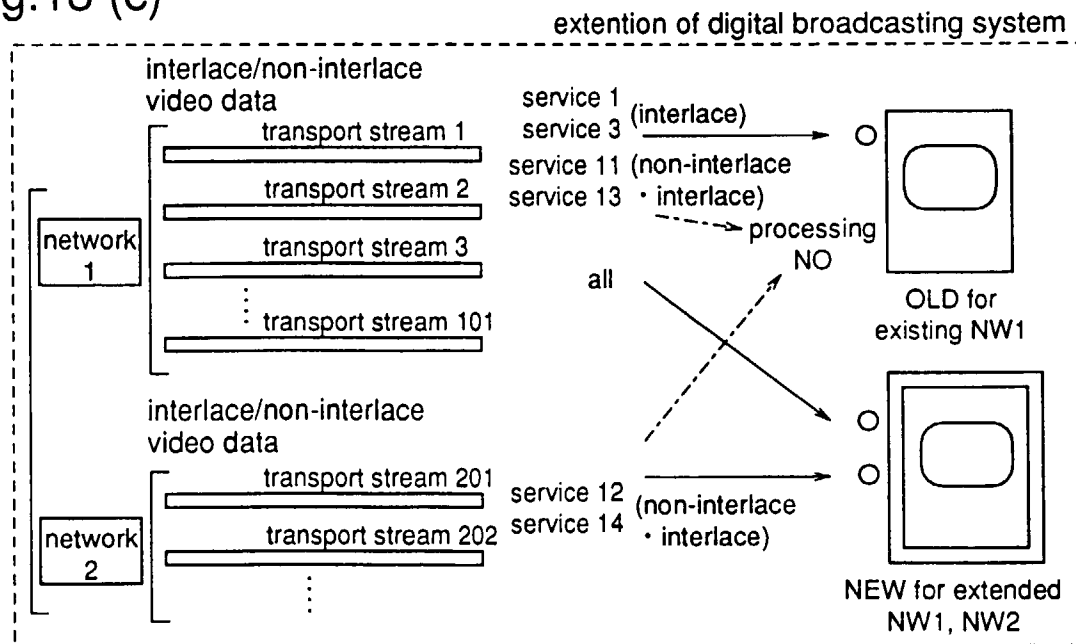 extention of digital broadcasting system
interlace/non-interlace
video data
transport stream 1
transport stream 2
transport stream 3
transport stream 101
network
1
service 1
service 3
(interlace)
service 11
service 13
(non-interlace
・interlace)
processing
NO
all
OLD for
existing NW1
interlace/non-interlace
video data
transport stream 201
transport stream 202
network
2
service 12
service 14
(non-interlace
・interlace)
NEW for extended
NW1, NW2